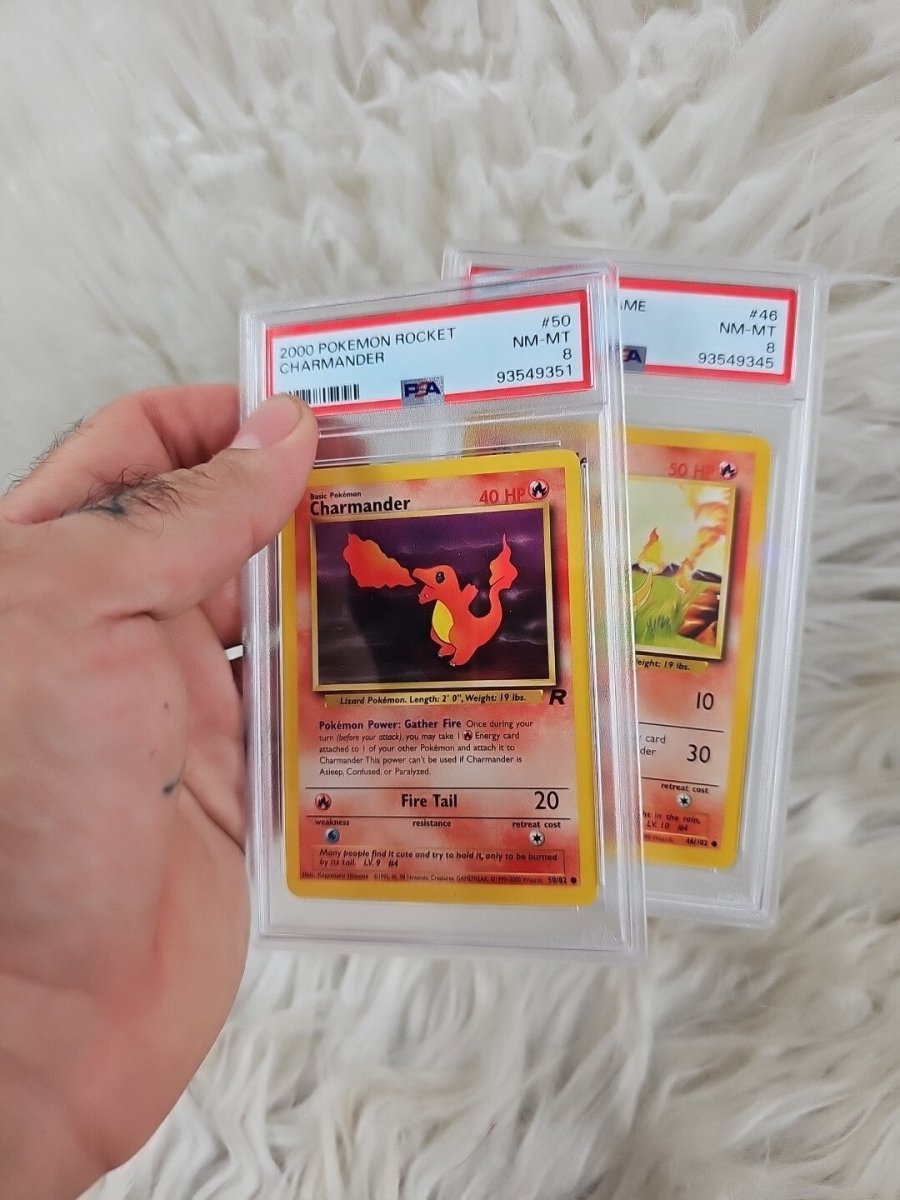 2000 POKEMON ROCKET #50
CHARMANDER NM-MT
8
PSA 93549351
Basic Pokémon
Charmander 40 HP
Lizard Pokémon. Length: 2' 0", Weight: 19 lbs.
R
Pokémon Power: Gather Fire Once during your
turn (before your attack), you may take 1 Energy card
attached to 1 of your other Pokémon and attach it to
Charmander. This power can't be used if Charmander is
Asleep, Confused, or Paralyzed.
Fire Tail 20
weakness resistance retreat cost
Many people find it cute and try to hold it, only to be burned
by its tail. LV. 9 #4
50/82
#46
NM-MT
8
93549345
50 HP
Weight: 19 lbs.
10
card
30
retreat cost
in the rain,
LV. 10 #4
46/102